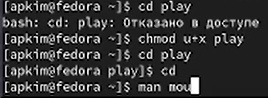 [apkim@fedora ~]$ cd play
bash: cd: play: Отказано в доступе
[apkim@fedora ~]$ chmod u+x play
[apkim@fedora ~]$ cd play
[apkim@fedora play]$ cd
[apkim@fedora ~]$ man mou